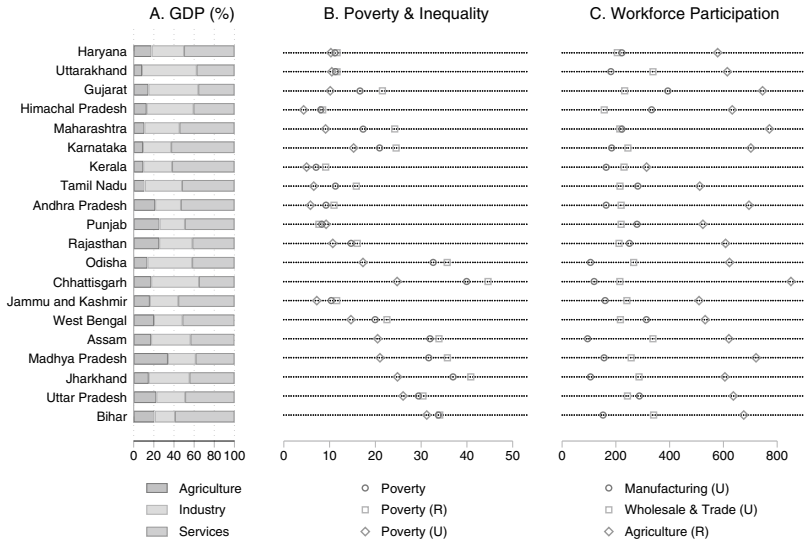 A. GDP (%)
B. Poverty & Inequality
C. Workforce Participation
Haryana
Uttarakhand
Gujarat
Himachal Pradesh
Maharashtra
Karnataka
Kerala
Tamil Nadu
Andhra Pradesh
Punjab
Rajasthan
Odisha
Chhattisgarh
Jammu and Kashmir
West Bengal
Assam
Madhya Pradesh
Jharkhand
Uttar Pradesh
Bihar
0 20 40 60 80 100
0 10 20 30 40 50
0 200 400 600 800
Agriculture
Industry
Services
Poverty
Poverty (R)
Poverty (U)
Manufacturing (U)
Wholesale & Trade (U)
Agriculture (R)